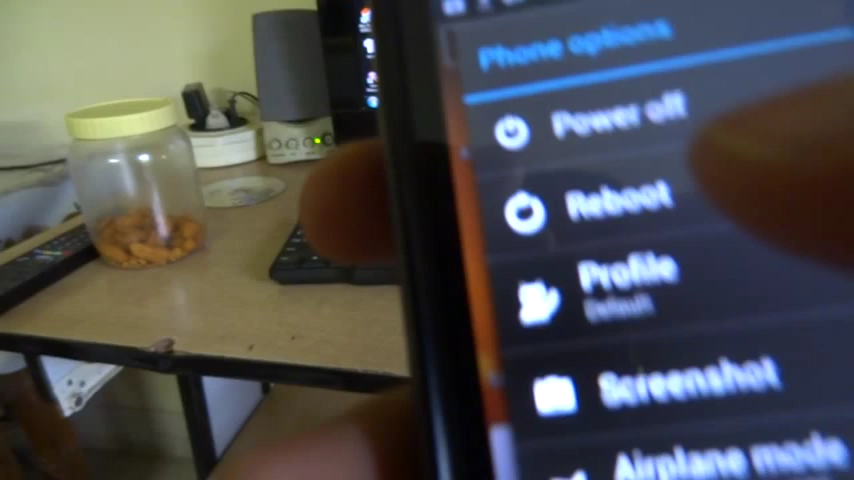 Phone options
Power off
Reboot
Profile
Default
Screenshot
Airplane mode